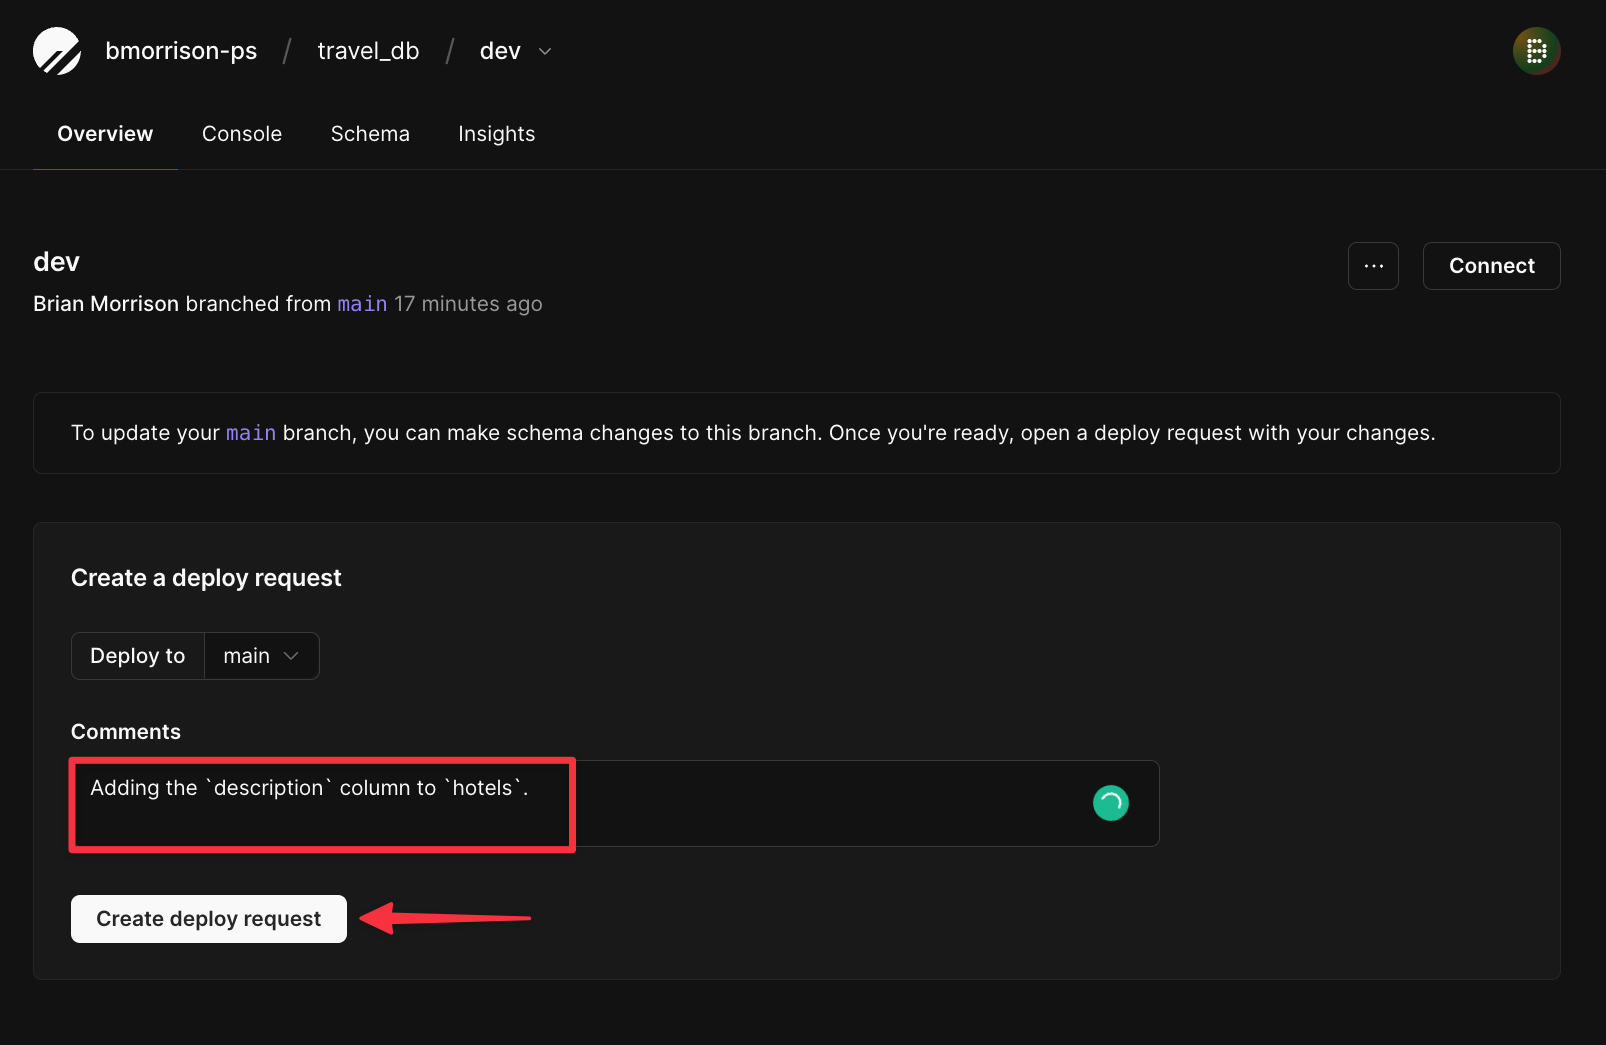 bmorrison-ps / travel_db / dev
B
Overview Console Schema Insights
dev
... Connect
Brian Morrison branched from main 17 minutes ago
To update your main branch, you can make schema changes to this branch. Once you're ready, open a deploy request with your changes.
Create a deploy request
Deploy to main
Comments
Adding the `description` column to `hotels`.
Create deploy request